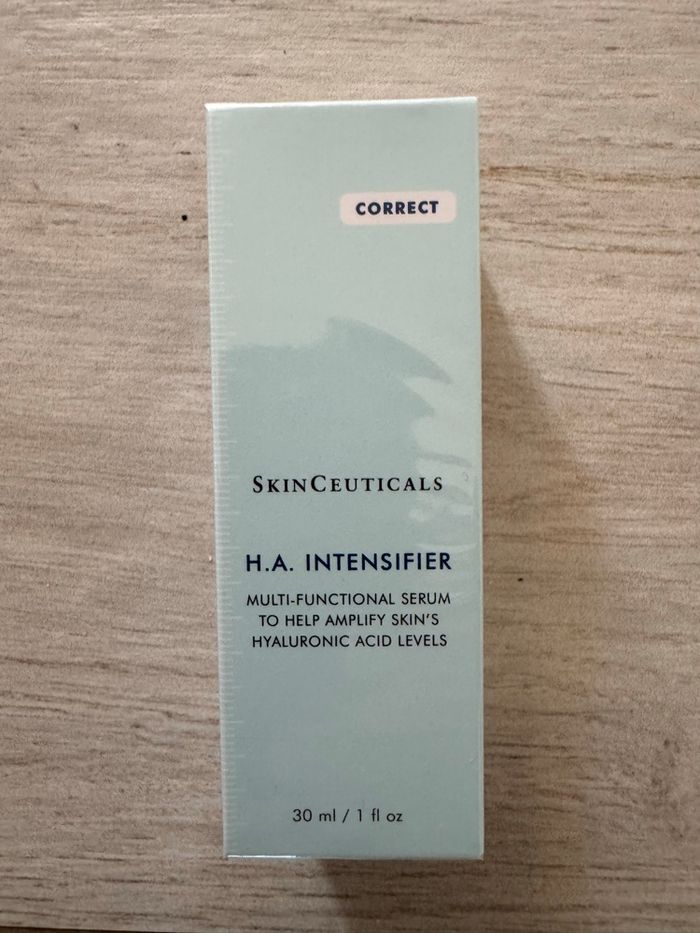 CORRECT
SKINCEUTICALS
H.A. INTENSIFIER
MULTI-FUNCTIONAL SERUM
TO HELP AMPLIFY SKIN'S
HYALURONIC ACID LEVELS
30 ml / 1 fl oz